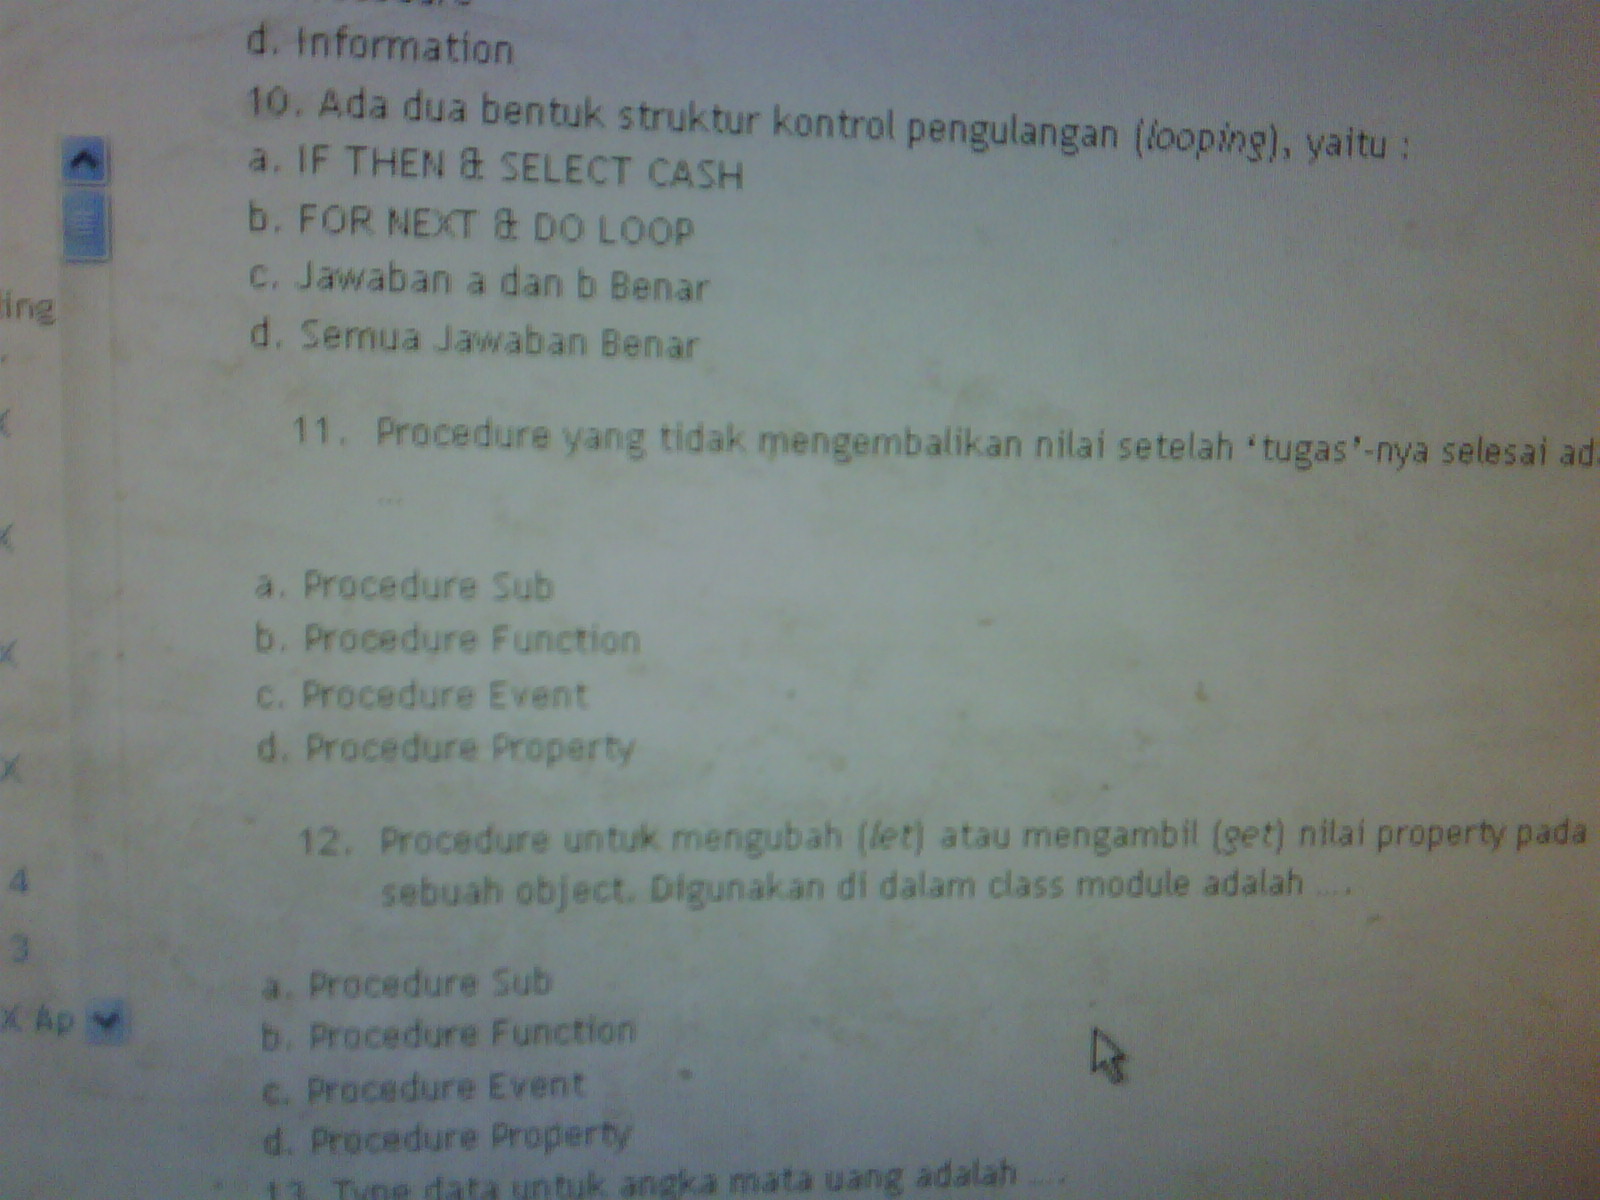 d. Information
10. Ada dua bentuk struktur kontrol pengulangan (looping), yaitu :
a. IF THEN & SELECT CASH
b. FOR NEXT & DO LOOP
c. Jawaban a dan b Benar
d. Semua Jawaban Benar
11. Procedure yang tidak mengembalikan nilai setelah ‘tugas’-nya selesai
...
a. Procedure Sub
b. Procedure Function
c. Procedure Event
d. Procedure Property
12. Procedure untuk mengubah (let) atau mengambil (get) nilai property pada
sebuah object. Digunakan di dalam class module adalah ....
a. Procedure Sub
b. Procedure Function
c. Procedure Event
d. Procedure Property
13. Type data untuk angka mata uang adalah ....
ing
X
X
X
X
4
3
X Ap